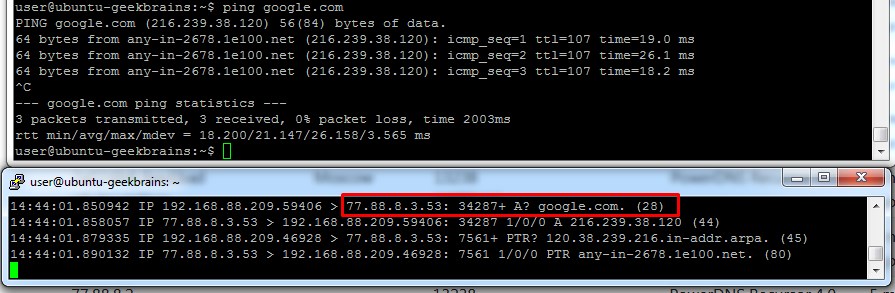 user@ubuntu-geekbrains:~$ ping google.com
PING google.com (216.239.38.120) 56(84) bytes of data.
64 bytes from any-in-2678.1e100.net (216.239.38.120): icmp_seq=1 ttl=107 time=19.0 ms
64 bytes from any-in-2678.1e100.net (216.239.38.120): icmp_seq=2 ttl=107 time=26.1 ms
64 bytes from any-in-2678.1e100.net (216.239.38.120): icmp_seq=3 ttl=107 time=18.2 ms
^C
--- google.com ping statistics ---
3 packets transmitted, 3 received, 0% packet loss, time 2003ms
rtt min/avg/max/mdev = 18.200/21.147/26.158/3.565 ms
user@ubuntu-geekbrains:~$
user@ubuntu-geekbrains: ~
14:44:01.850942 IP 192.168.88.209.59406 > 77.88.8.3.53: 34287+ A? google.com. (28)
14:44:01.858057 IP 77.88.8.3.53 > 192.168.88.209.59406: 34287 1/0/0 A 216.239.38.120 (44)
14:44:01.879335 IP 192.168.88.209.46928 > 77.88.8.3.53: 7561+ PTR? 120.38.239.216.in-addr.arpa. (45)
14:44:01.890132 IP 77.88.8.3.53 > 192.168.88.209.46928: 7561 1/0/0 PTR any-in-2678.1e100.net. (80)